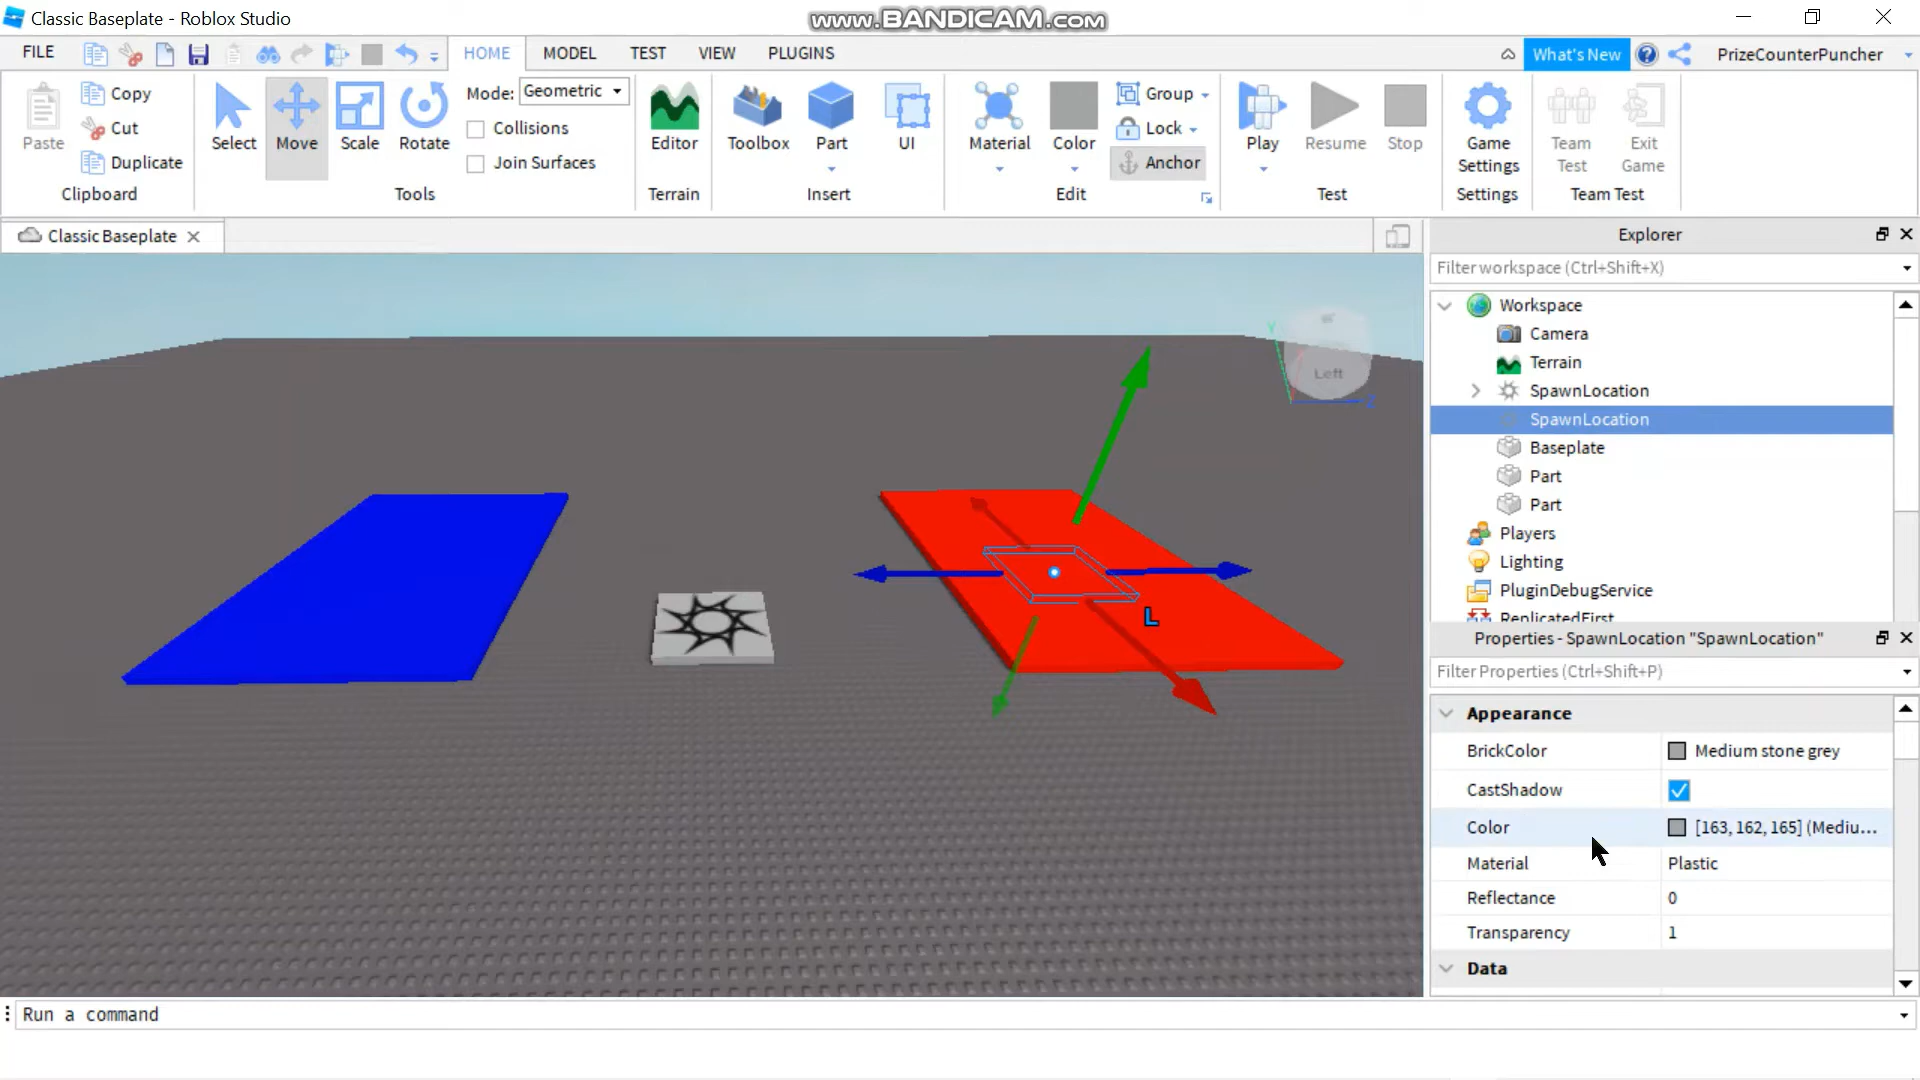 Classic Baseplate - Roblox Studio
www.BANDICAM.com
FILE HOME MODEL TEST VIEW PLUGINS What's New PrizeCounterPuncher
Paste
Copy
Cut
Duplicate
Clipboard
Select
Move
Scale
Rotate
Mode: Geometric
Collisions
Join Surfaces
Tools
Editor
Terrain
Toolbox
Part
UI
Insert
Material
Color
Group
Lock
Anchor
Edit
Play
Resume
Stop
Test
Game
Settings
Settings
Team
Test
Exit
Game
Team Test
Classic Baseplate
Left
L
Explorer
Filter workspace (Ctrl+Shift+X)
Workspace
Camera
Terrain
SpawnLocation
SpawnLocation
Baseplate
Part
Part
Players
Lighting
PluginDebugService
ReplicatedFirst
Properties - SpawnLocation "SpawnLocation"
Filter Properties (Ctrl+Shift+P)
Appearance
BrickColor Medium stone grey
CastShadow
Color [163, 162, 165] (Mediu...
Material Plastic
Reflectance 0
Transparency 1
Data
Run a command